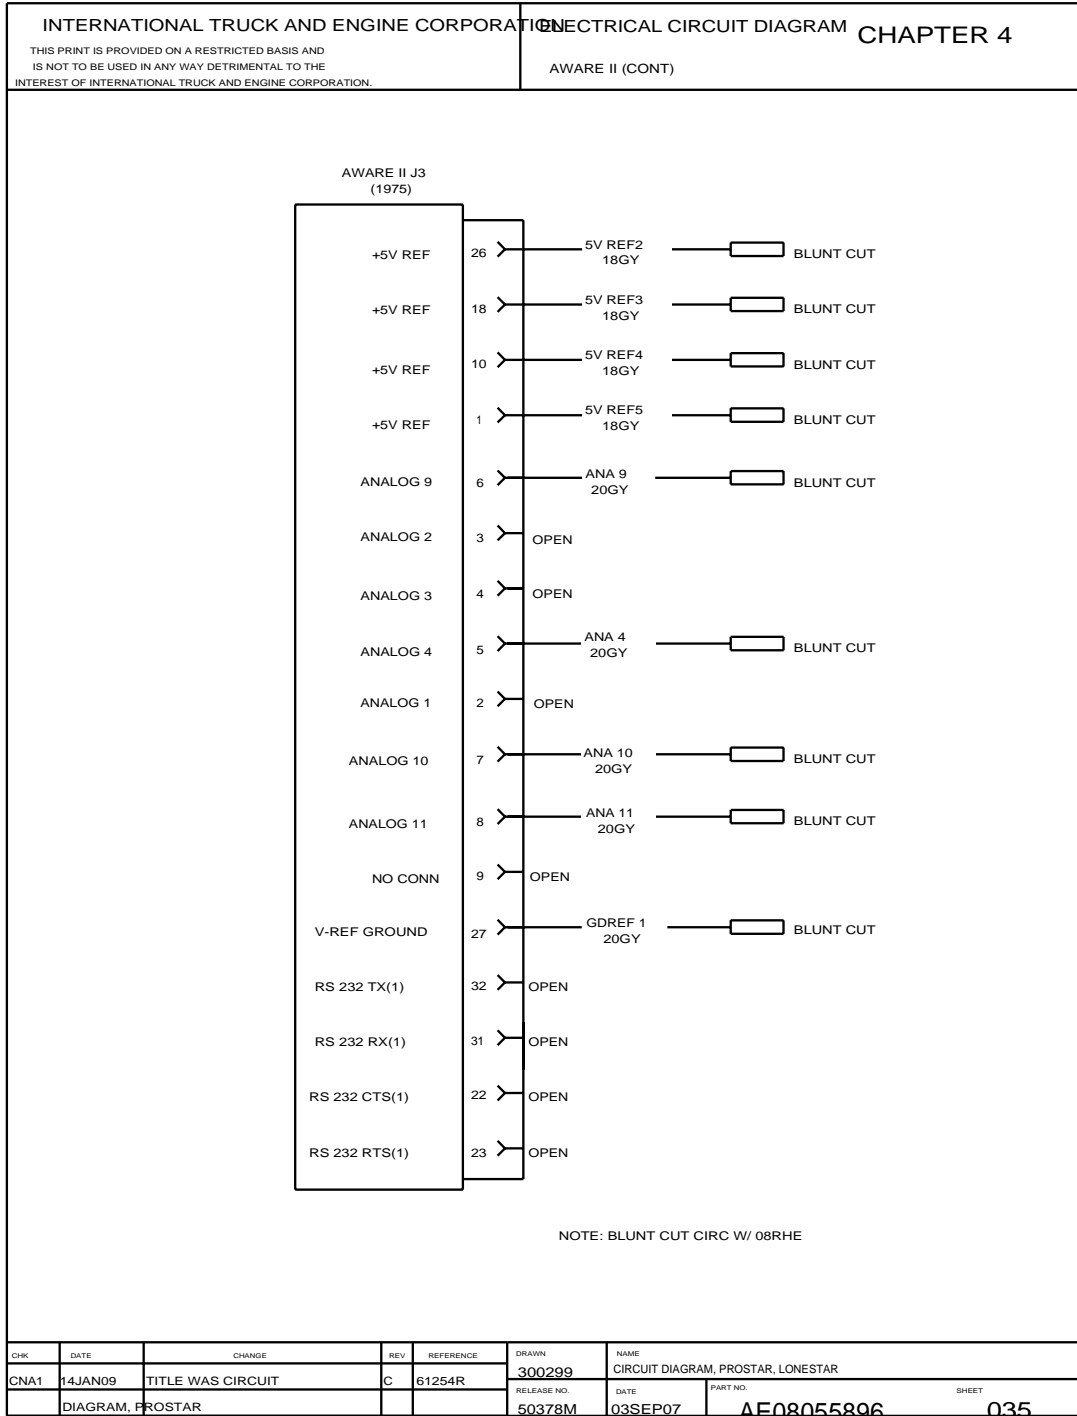 INTERNATIONAL TRUCK AND ENGINE CORPORATION
THIS PRINT IS PROVIDED ON A RESTRICTED BASIS AND
IS NOT TO BE USED IN ANY WAY DETRIMENTAL TO THE
INTEREST OF INTERNATIONAL TRUCK AND ENGINE CORPORATION.
ELECTRICAL CIRCUIT DIAGRAM
CHAPTER 4
AWARE II (CONT)
AWARE II J3
(1975)
+5V REF 26 5V REF2 BLUNT CUT
18GY
+5V REF 18 5V REF3 BLUNT CUT
18GY
+5V REF 10 5V REF4 BLUNT CUT
18GY
+5V REF 1 5V REF5 BLUNT CUT
18GY
ANALOG 9 6 ANA 9 BLUNT CUT
20GY
ANALOG 2 3 OPEN
ANALOG 3 4 OPEN
ANALOG 4 5 ANA 4 BLUNT CUT
20GY
ANALOG 1 2 OPEN
ANALOG 10 7 ANA 10 BLUNT CUT
20GY
ANALOG 11 8 ANA 11 BLUNT CUT
20GY
NO CONN 9 OPEN
V-REF GROUND 27 GDREF 1 BLUNT CUT
20GY
RS 232 TX(1) 32 OPEN
RS 232 RX(1) 31 OPEN
RS 232 CTS(1) 22 OPEN
RS 232 RTS(1) 23 OPEN
NOTE: BLUNT CUT CIRC W/ 08RHE
CHK DATE CHANGE REV REFERENCE
CNA1 14JAN09 TITLE WAS CIRCUIT C 61254R
DIAGRAM, PROSTAR
DRAWN
300299
NAME
CIRCUIT DIAGRAM, PROSTAR, LONESTAR
RELEASE NO.
50378M
DATE
03SEP07
PART NO.
AE08055896
SHEET
035